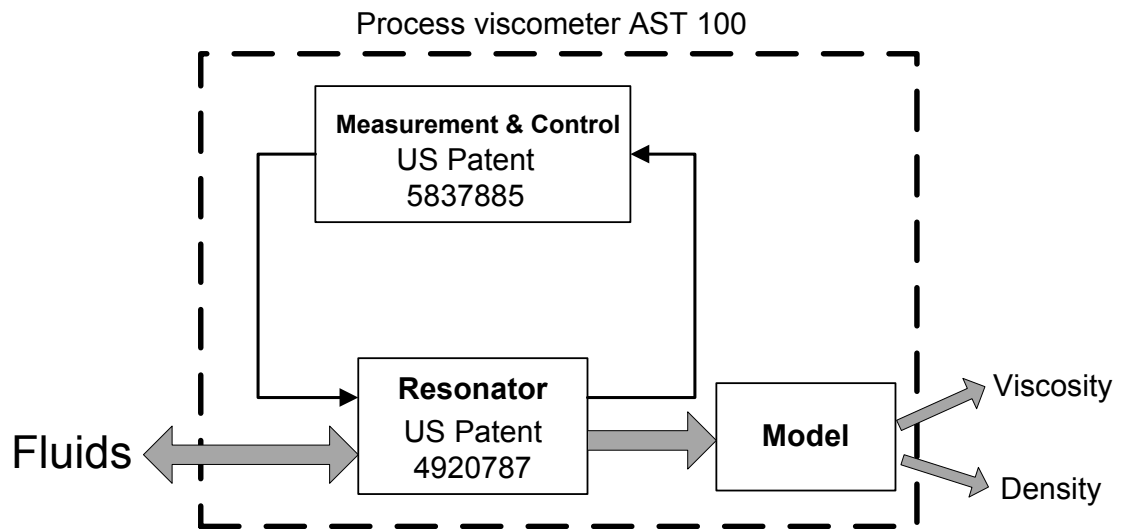 Process viscometer AST 100
Measurement & Control
US Patent
5837885
Resonator
US Patent
4920787
Model
Fluids
Viscosity
Density